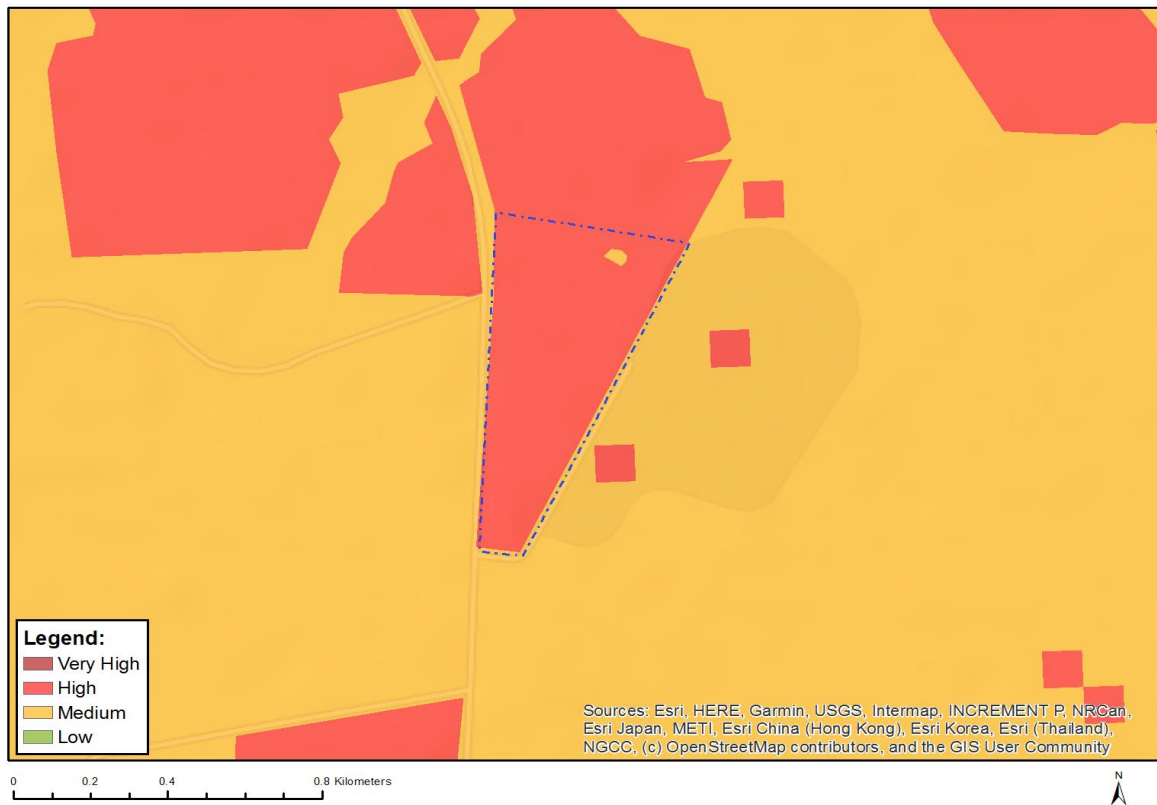 Legend:
Very High
High
Medium
Low
Sources: Esri, HERE, Garmin, USGS, Intermap, INCREMENT P, NRCan,
Esri Japan, METI, Esri China (Hong Kong), Esri Korea, Esri (Thailand),
NGCC, (c) OpenStreetMap contributors, and the GIS User Community
0 0.2 0.4 0.8 Kilometers
N